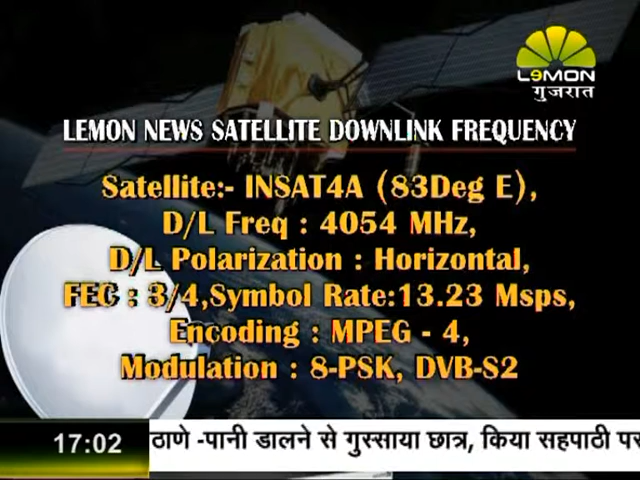 LEMON
गुजरात
LEMON NEWS SATELLITE DOWNLINK FREQUENCY
Satellite:- INSAT4A (83Deg E),
D/L Freq : 4054 MHz,
D/L Polarization : Horizontal,
FEC : 3/4,Symbol Rate:13.23 Msps,
Encoding : MPEG - 4,
Modulation : 8-PSK, DVB-S2
17:02 ठाणे -पानी डालने से गुस्साया छात्र, किया सहपाठी पर